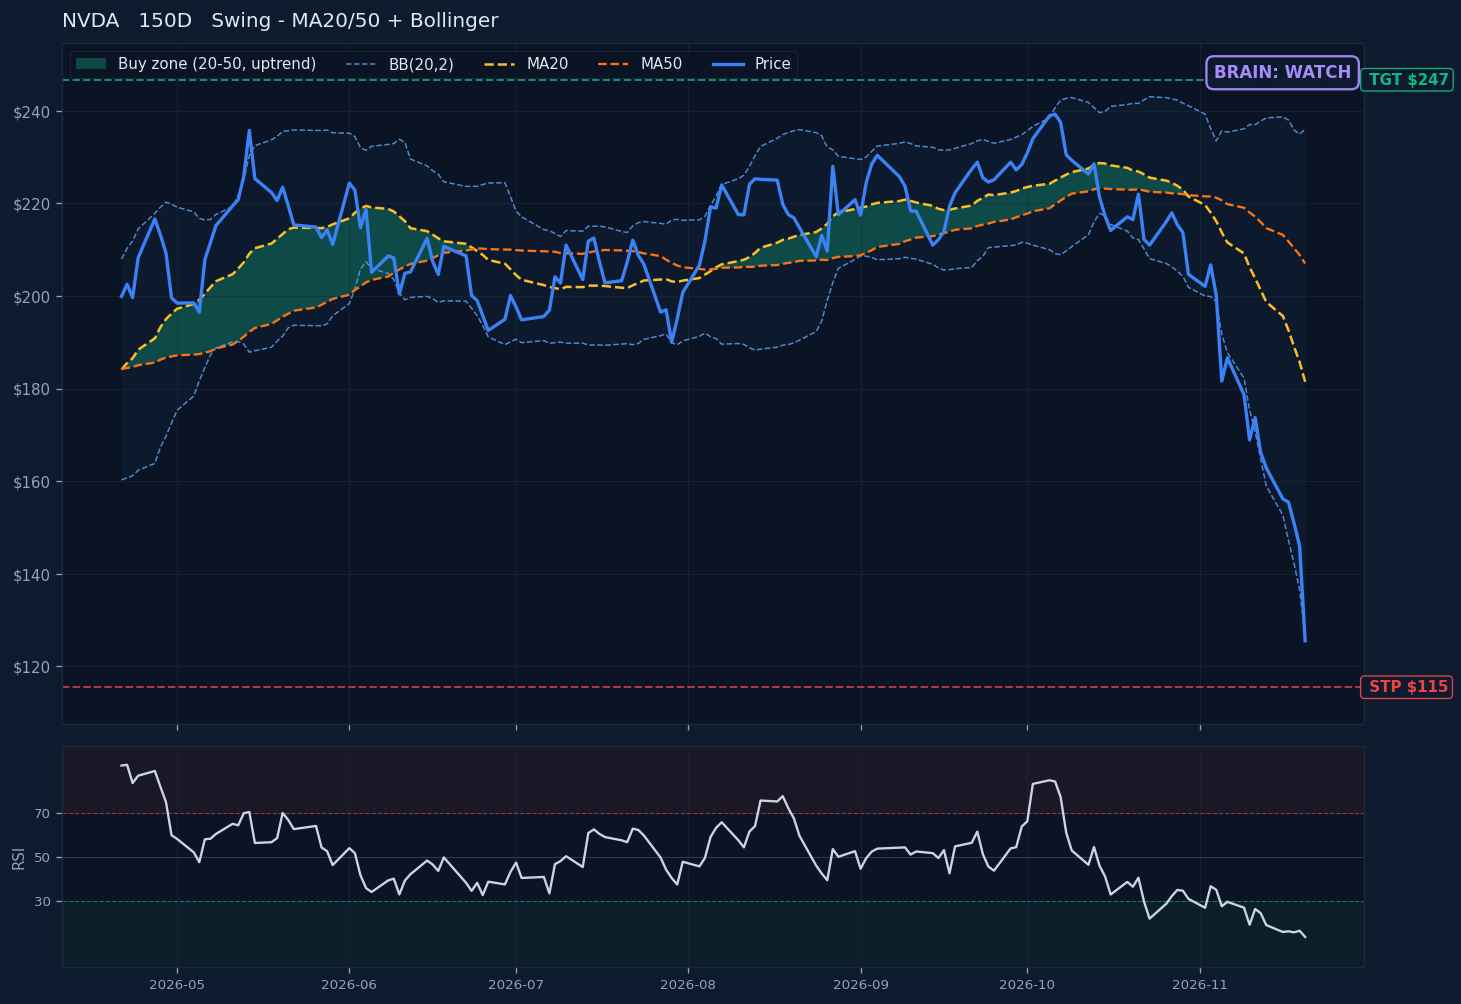 NVDA 150D Swing - MA20/50 + Bollinger
Buy zone (20-50, uptrend) BB(20,2) MA20 MA50 Price
BRAIN: WATCH
TGT $247
$240
$220
$200
$180
$160
$140
$120
STP $115
70
50
30
RSI
2026-05 2026-06 2026-07 2026-08 2026-09 2026-10 2026-11